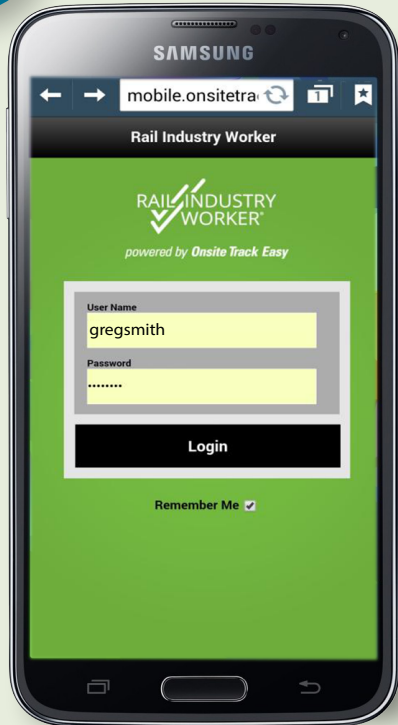 SAMSUNG
mobile.onsitetra
1
Rail Industry Worker
RAIL INDUSTRY
WORKER®
powered by Onsite Track Easy
User Name
gregsmith
Password
••••••••
Login
Remember Me